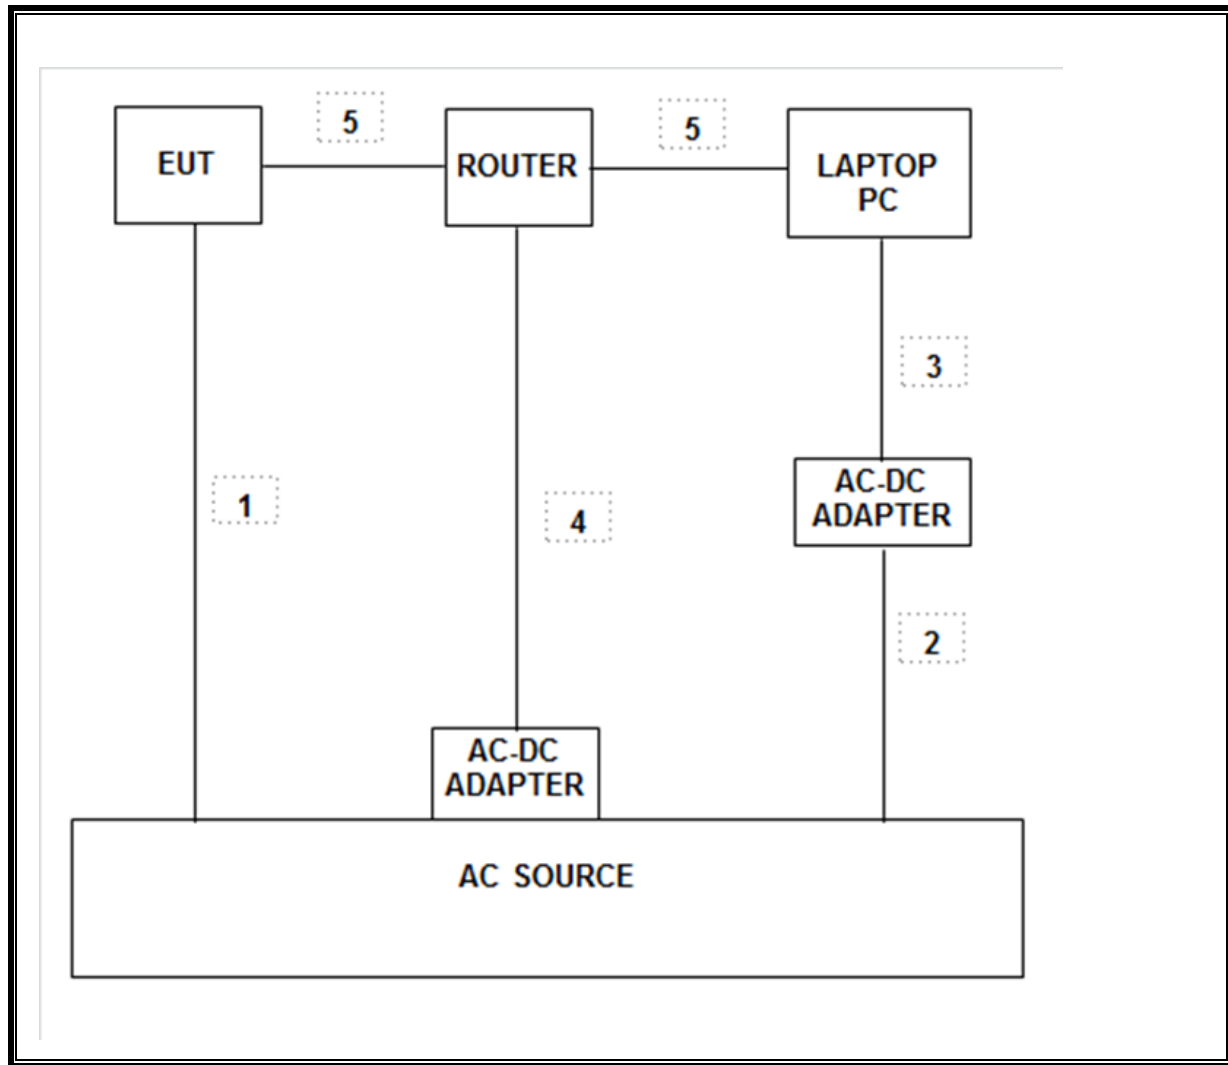 5
5
EUT
ROUTER
LAPTOP
PC
3
AC-DC
ADAPTER
1
4
2
AC-DC
ADAPTER
AC SOURCE